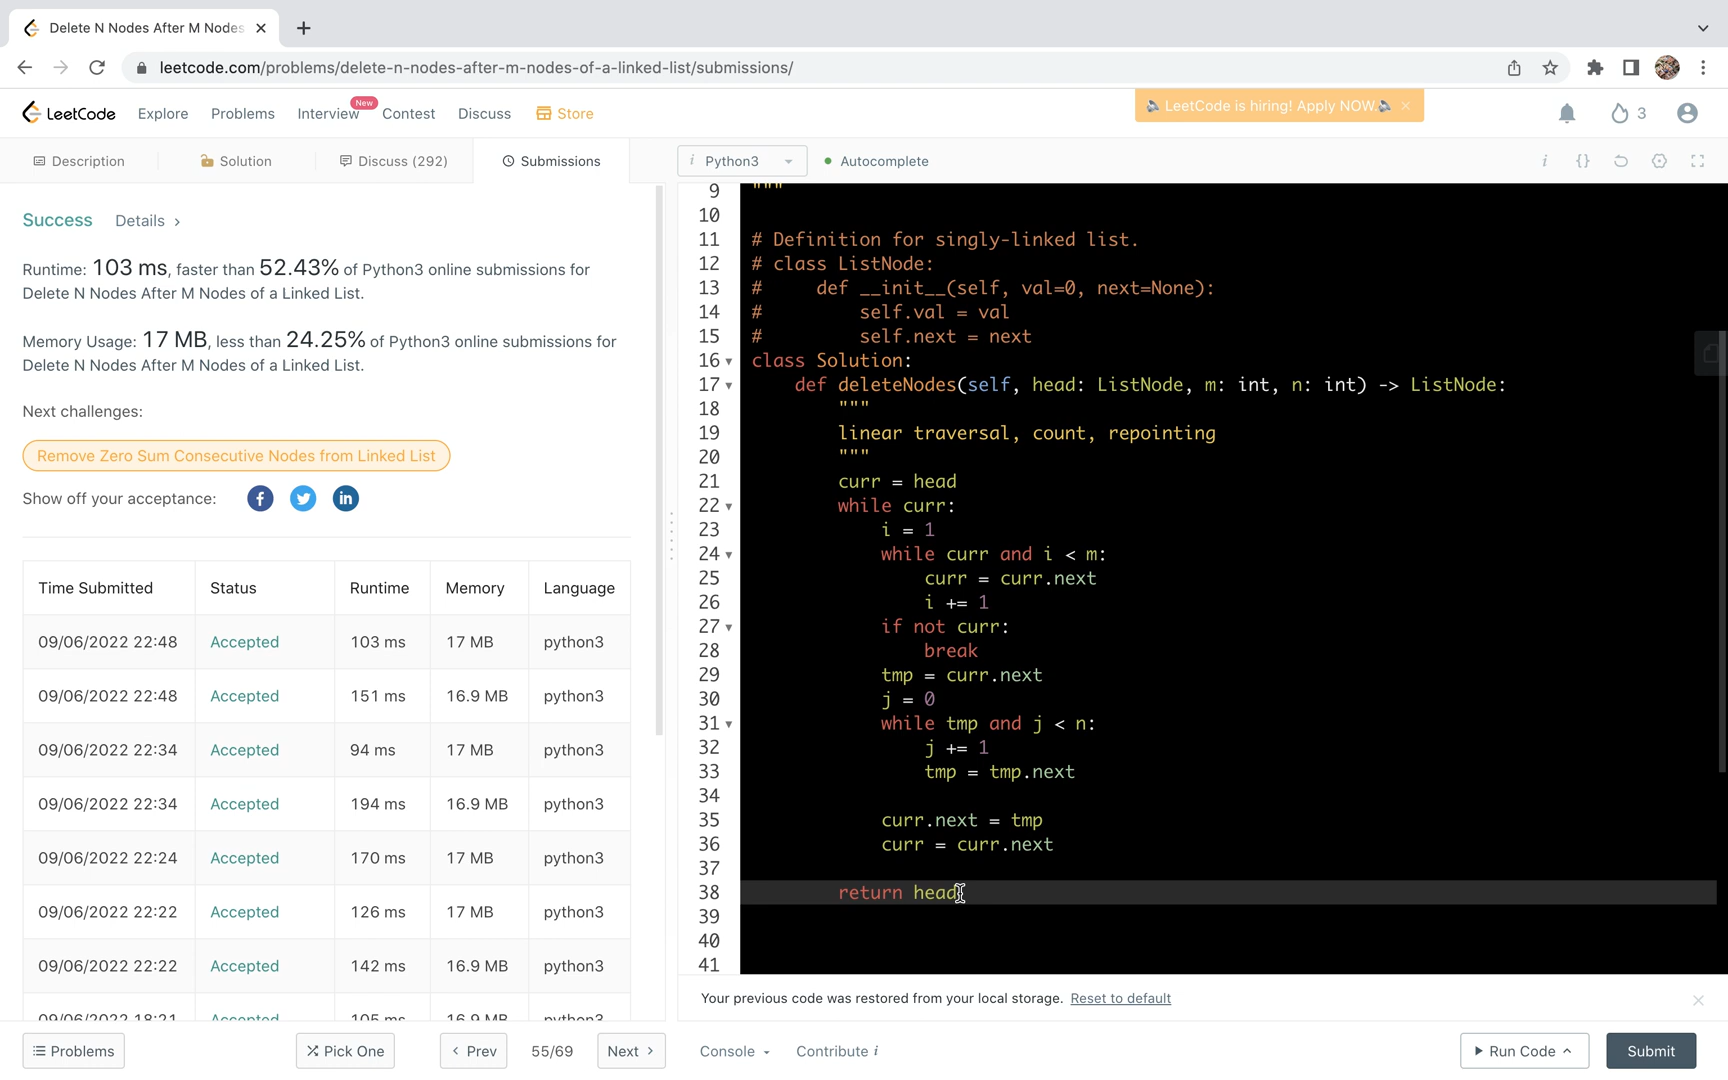 Delete N Nodes After M Nodes
leetcode.com/problems/delete-n-nodes-after-m-nodes-of-a-linked-list/submissions/
LeetCode Explore Problems Interview New Contest Discuss Store LeetCode is hiring! Apply NOW. 3
Description Solution Discuss (292) Submissions i Python3 Autocomplete i {}
Success Details >
Runtime: 103 ms, faster than 52.43% of Python3 online submissions for
Delete N Nodes After M Nodes of a Linked List.
Memory Usage: 17 MB, less than 24.25% of Python3 online submissions for
Delete N Nodes After M Nodes of a Linked List.
Next challenges:
Remove Zero Sum Consecutive Nodes from Linked List
Show off your acceptance:
Time Submitted Status Runtime Memory Language
09/06/2022 22:48 Accepted 103 ms 17 MB python3
09/06/2022 22:48 Accepted 151 ms 16.9 MB python3
09/06/2022 22:34 Accepted 94 ms 17 MB python3
09/06/2022 22:34 Accepted 194 ms 16.9 MB python3
09/06/2022 22:24 Accepted 170 ms 17 MB python3
09/06/2022 22:22 Accepted 126 ms 17 MB python3
09/06/2022 22:22 Accepted 142 ms 16.9 MB python3
09/06/2022 18:21 Accepted 105 ms 16.9 MB python3
9 """
10
11 # Definition for singly-linked list.
12 # class ListNode:
13 #     def __init__(self, val=0, next=None):
14 #         self.val = val
15 #         self.next = next
16 class Solution:
17     def deleteNodes(self, head: ListNode, m: int, n: int) -> ListNode:
18         """
19         linear traversal, count, repointing
20         """
21         curr = head
22         while curr:
23             i = 1
24             while curr and i < m:
25                 curr = curr.next
26                 i += 1
27             if not curr:
28                 break
29             tmp = curr.next
30             j = 0
31             while tmp and j < n:
32                 j += 1
33                 tmp = tmp.next
34
35             curr.next = tmp
36             curr = curr.next
37
38         return head
39
40
41
Your previous code was restored from your local storage. Reset to default
Problems Pick One < Prev 55/69 Next > Console Contribute i Run Code Submit